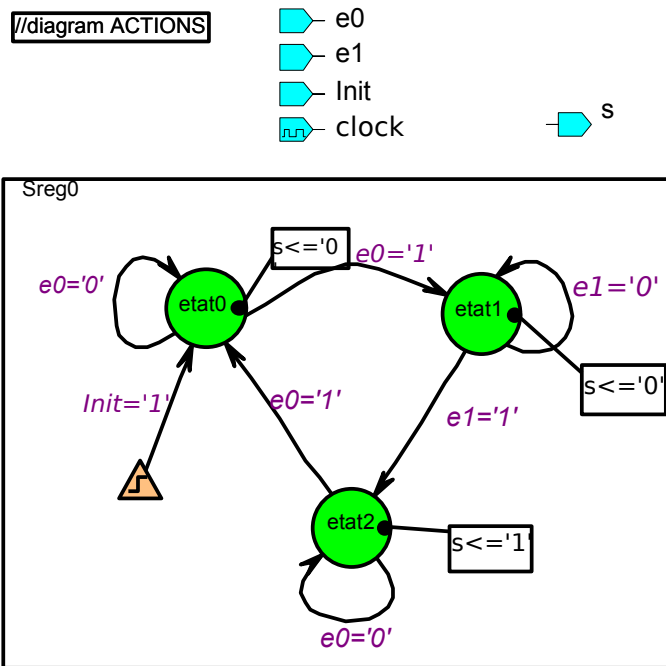 //diagram ACTIONS
e0
e1
Init
clock
s
Sreg0
s<='0
e0='1'
e0='0'
etat0
etat1
e1='0'
s<='0'
Init='1'
e0='1'
e1='1'
etat2
s<='1'
e0='0'